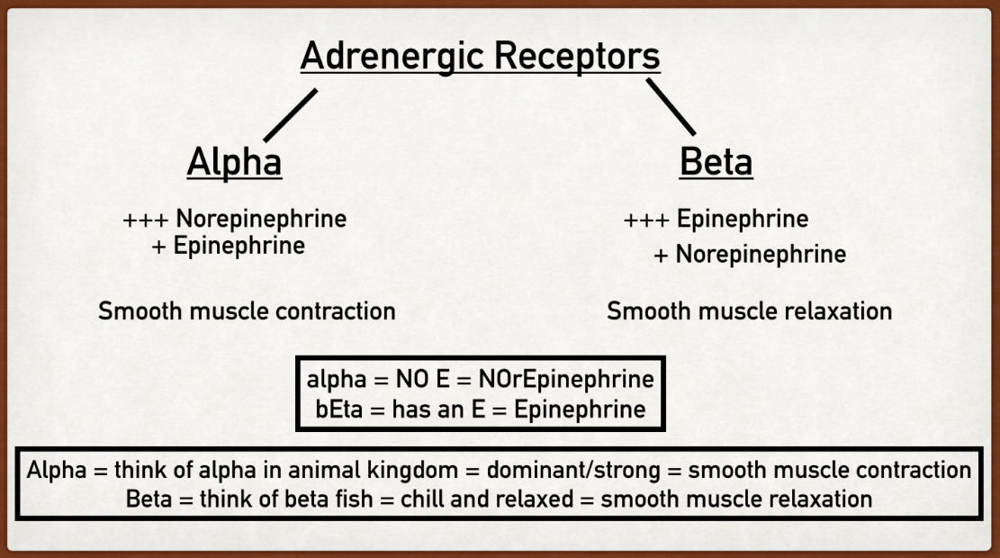 Adrenergic Receptors
Alpha
+++ Norepinephrine
+ Epinephrine
Smooth muscle contraction
Beta
+++ Epinephrine
+ Norepinephrine
Smooth muscle relaxation
alpha = NO E = NOrEpinephrine
bEta = has an E = Epinephrine
Alpha = think of alpha in animal kingdom = dominant/strong = smooth muscle contraction
Beta = think of beta fish = chill and relaxed = smooth muscle relaxation